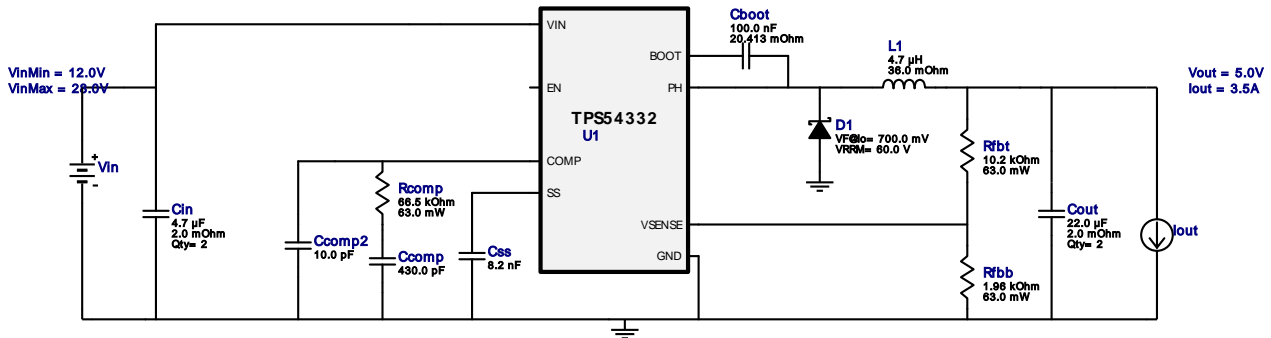 VinMin = 12.0V
VinMax = 28.0V
Vin
+
-
Cin
4.7 µF
2.0 mOhm
Qty= 2
Ccomp2
10.0 pF
Rcomp
66.5 kOhm
63.0 mW
Ccomp
430.0 pF
Css
8.2 nF
VIN
EN
COMP
SS
TPS54332
U1
BOOT
PH
VSENSE
GND
Cboot
100.0 nF
20.413 mOhm
D1
VF@Io= 700.0 mV
VRRM= 60.0 V
L1
4.7 µH
36.0 mOhm
Rfbt
10.2 kOhm
63.0 mW
Rfbb
1.96 kOhm
63.0 mW
Cout
22.0 µF
2.0 mOhm
Qty= 2
Iout
Vout = 5.0V
Iout = 3.5A